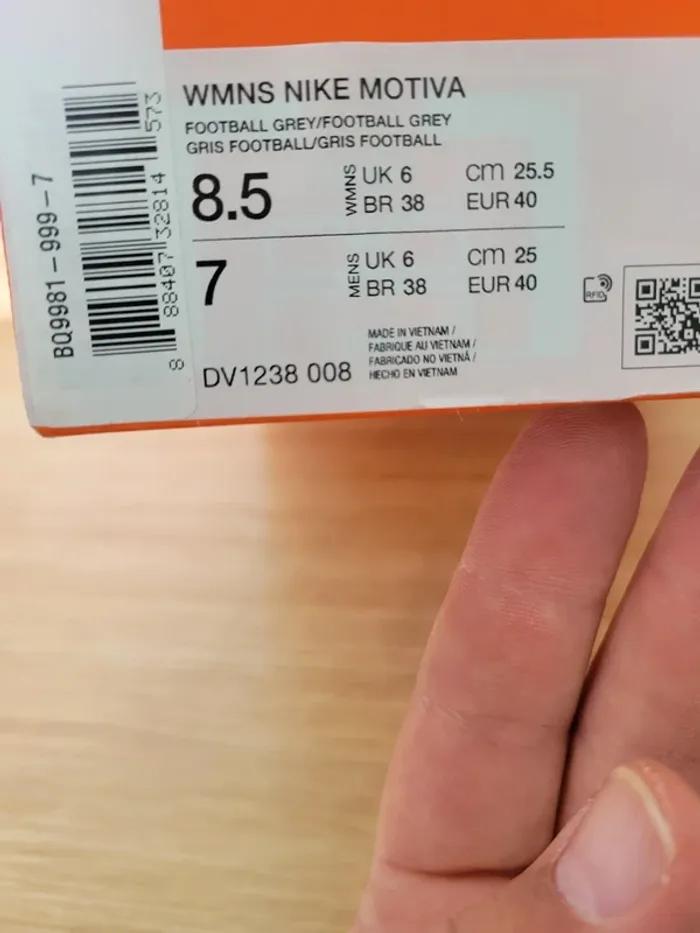 WMNS NIKE MOTIVA
FOOTBALL GREY/FOOTBALL GREY
GRIS FOOTBALL/GRIS FOOTBALL
8.5
WMNS
UK 6
cm 25.5
BR 38
EUR 40
7
MENS
UK 6
cm 25
BR 38
EUR 40
RFID
DV1238 008
MADE IN VIETNAM /
FABRIQUE AU VIETNAM /
FABRICADO NO VIETNÃ /
HECHO EN VIETNAM
BQ9981-999-7
8 88407 32814 573